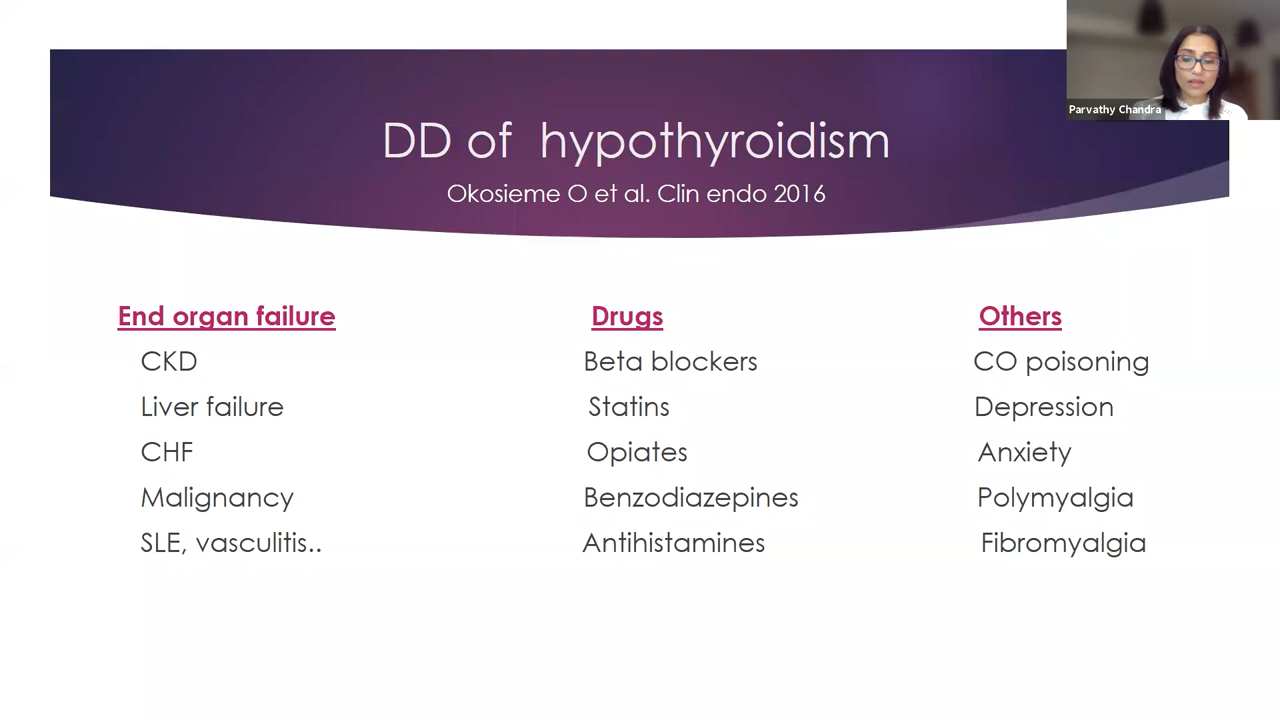 Parvathy Chandra
DD of hypothyroidism
Okosieme O et al. Clin endo 2016
End organ failure
CKD
Liver failure
CHF
Malignancy
SLE, vasculitis..
Drugs
Beta blockers
Statins
Opiates
Benzodiazepines
Antihistamines
Others
CO poisoning
Depression
Anxiety
Polymyalgia
Fibromyalgia